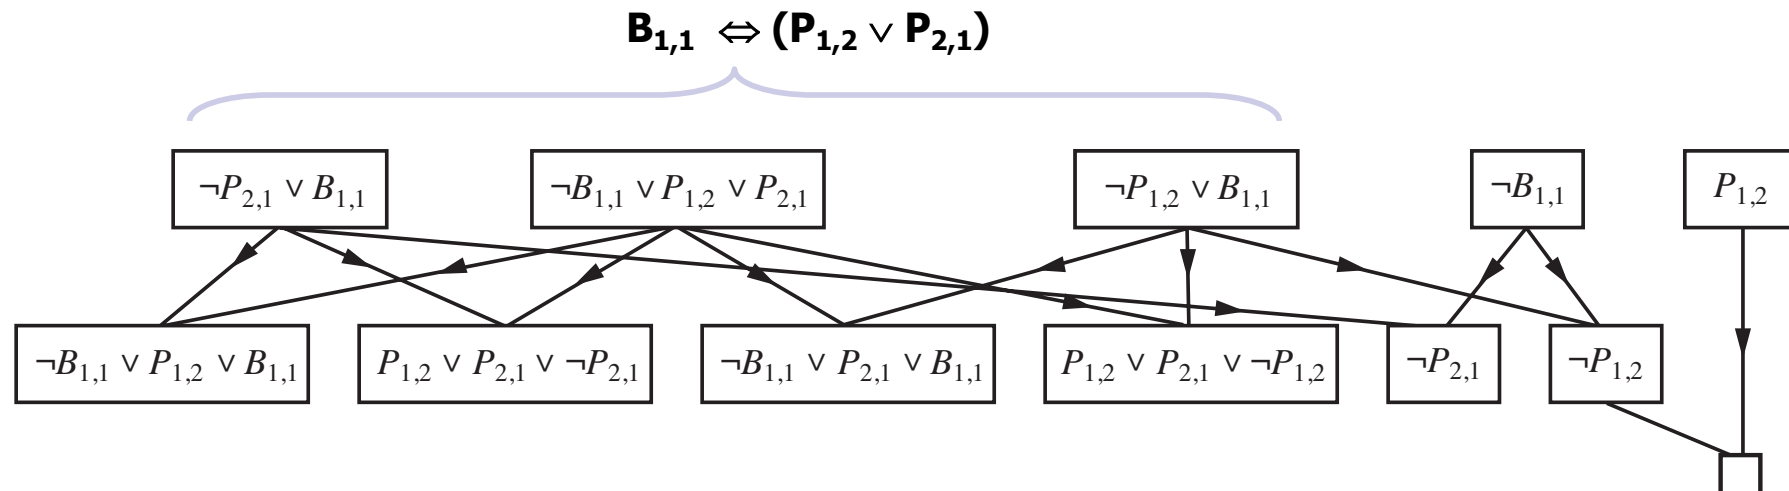 B1,1 ⇔ (P1,2 ∨ P2,1)
¬P2,1 ∨ B1,1 ¬B1,1 ∨ P1,2 ∨ P2,1 ¬P1,2 ∨ B1,1 ¬B1,1 P1,2
¬B1,1 ∨ P1,2 ∨ B1,1 P1,2 ∨ P2,1 ∨ ¬P2,1 ¬B1,1 ∨ P2,1 ∨ B1,1 P1,2 ∨ P2,1 ∨ ¬P1,2 ¬P2,1 ¬P1,2